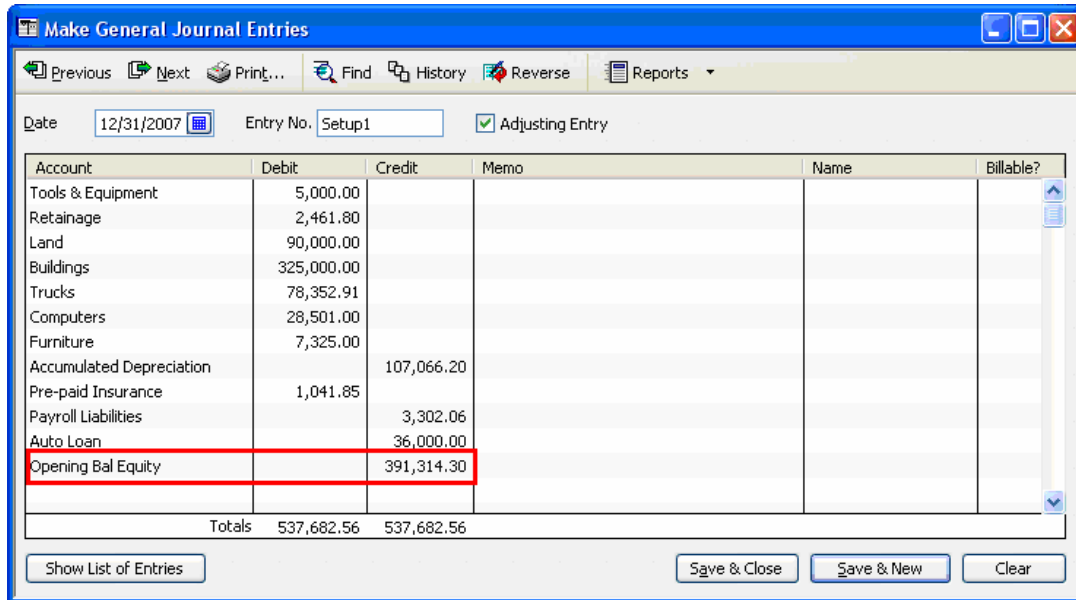 Make General Journal Entries
Previous Next Print... Find History Reverse Reports
Date 12/31/2007 Entry No. Setup1 Adjusting Entry
Account Debit Credit Memo Name Billable?
Tools & Equipment 5,000.00
Retainage 2,461.80
Land 90,000.00
Buildings 325,000.00
Trucks 78,352.91
Computers 28,501.00
Furniture 7,325.00
Accumulated Depreciation 107,066.20
Pre-paid Insurance 1,041.85
Payroll Liabilities 3,302.06
Auto Loan 36,000.00
Opening Bal Equity 391,314.30
Totals 537,682.56 537,682.56
Show List of Entries Save & Close Save & New Clear